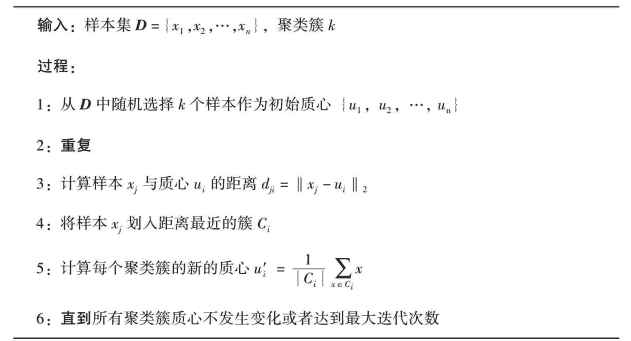 输入：样本集 D = {x₁,x₂,⋯,xₙ}，聚类簇 k
过程：
1：从 D 中随机选择 k 个样本作为初始质心 {u₁，u₂，⋯，uₙ}
2：重复
3：计算样本 xⱼ 与质心 uᵢ 的距离 dⱼᵢ = ‖xⱼ - uᵢ‖₂
4：将样本 xⱼ 划入距离最近的簇 Cᵢ
5：计算每个聚类簇的新的质心 u′ᵢ = 1/|Cᵢ| ∑_{x∈Cᵢ} x
6：直到所有聚类簇质心不发生变化或者达到最大迭代次数